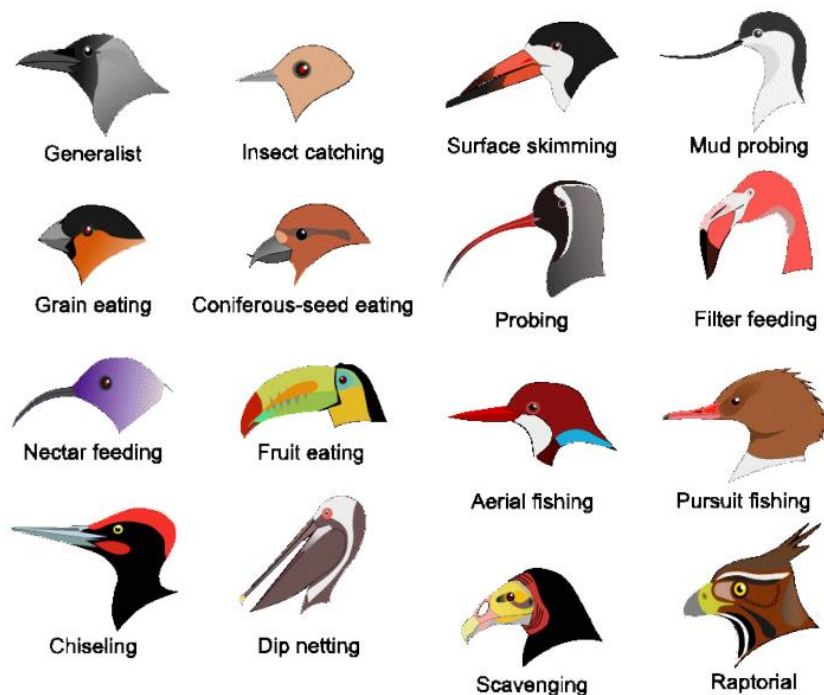 Generalist
Insect catching
Surface skimming
Mud probing
Grain eating
Coniferous-seed eating
Probing
Filter feeding
Nectar feeding
Fruit eating
Aerial fishing
Pursuit fishing
Chiseling
Dip netting
Scavenging
Raptorial